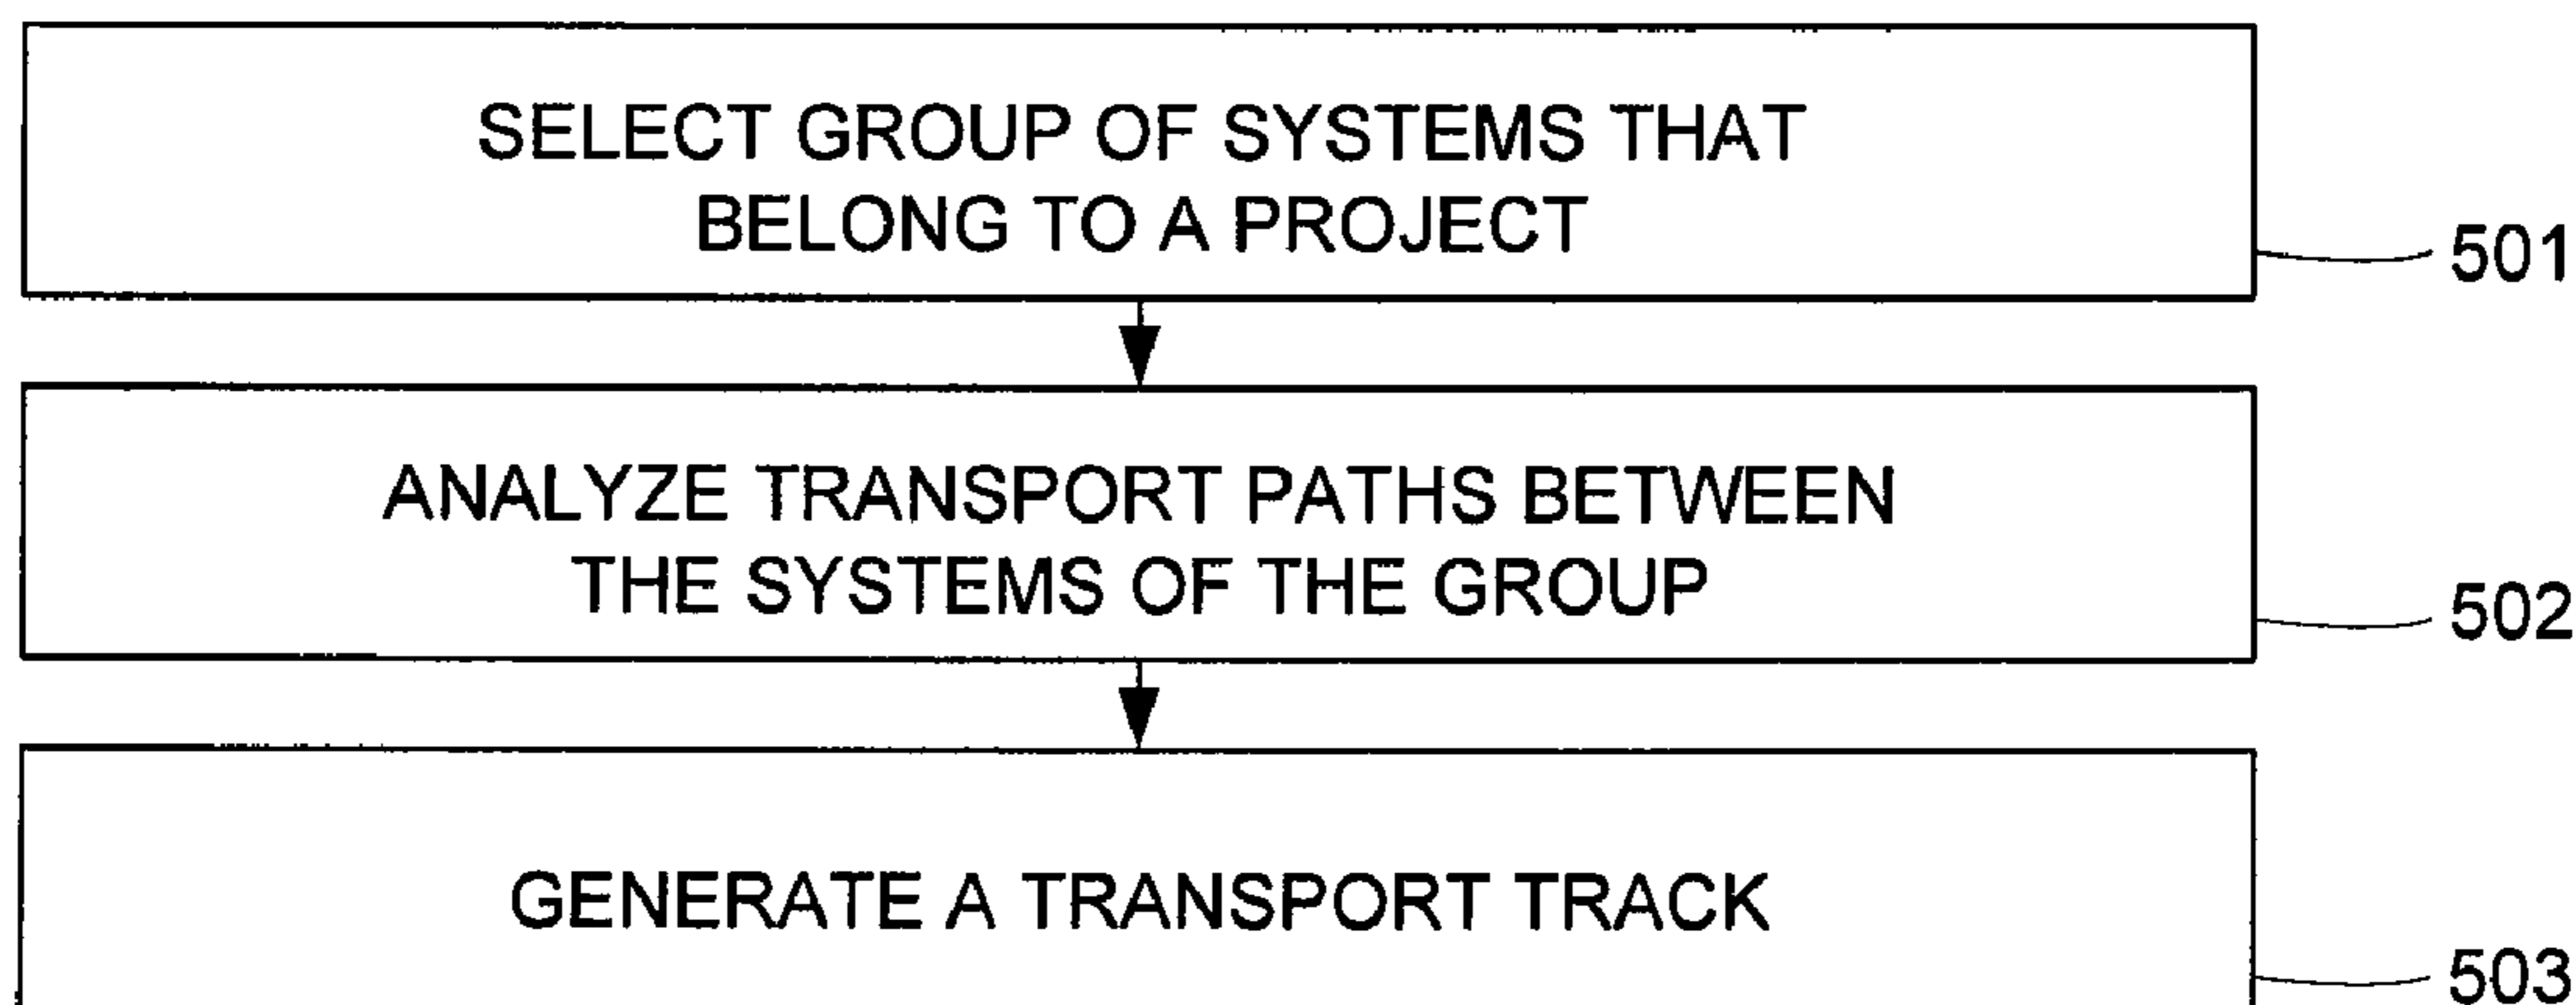 SELECT GROUP OF SYSTEMS THAT
BELONG TO A PROJECT
501
ANALYZE TRANSPORT PATHS BETWEEN
THE SYSTEMS OF THE GROUP
502
GENERATE A TRANSPORT TRACK
503